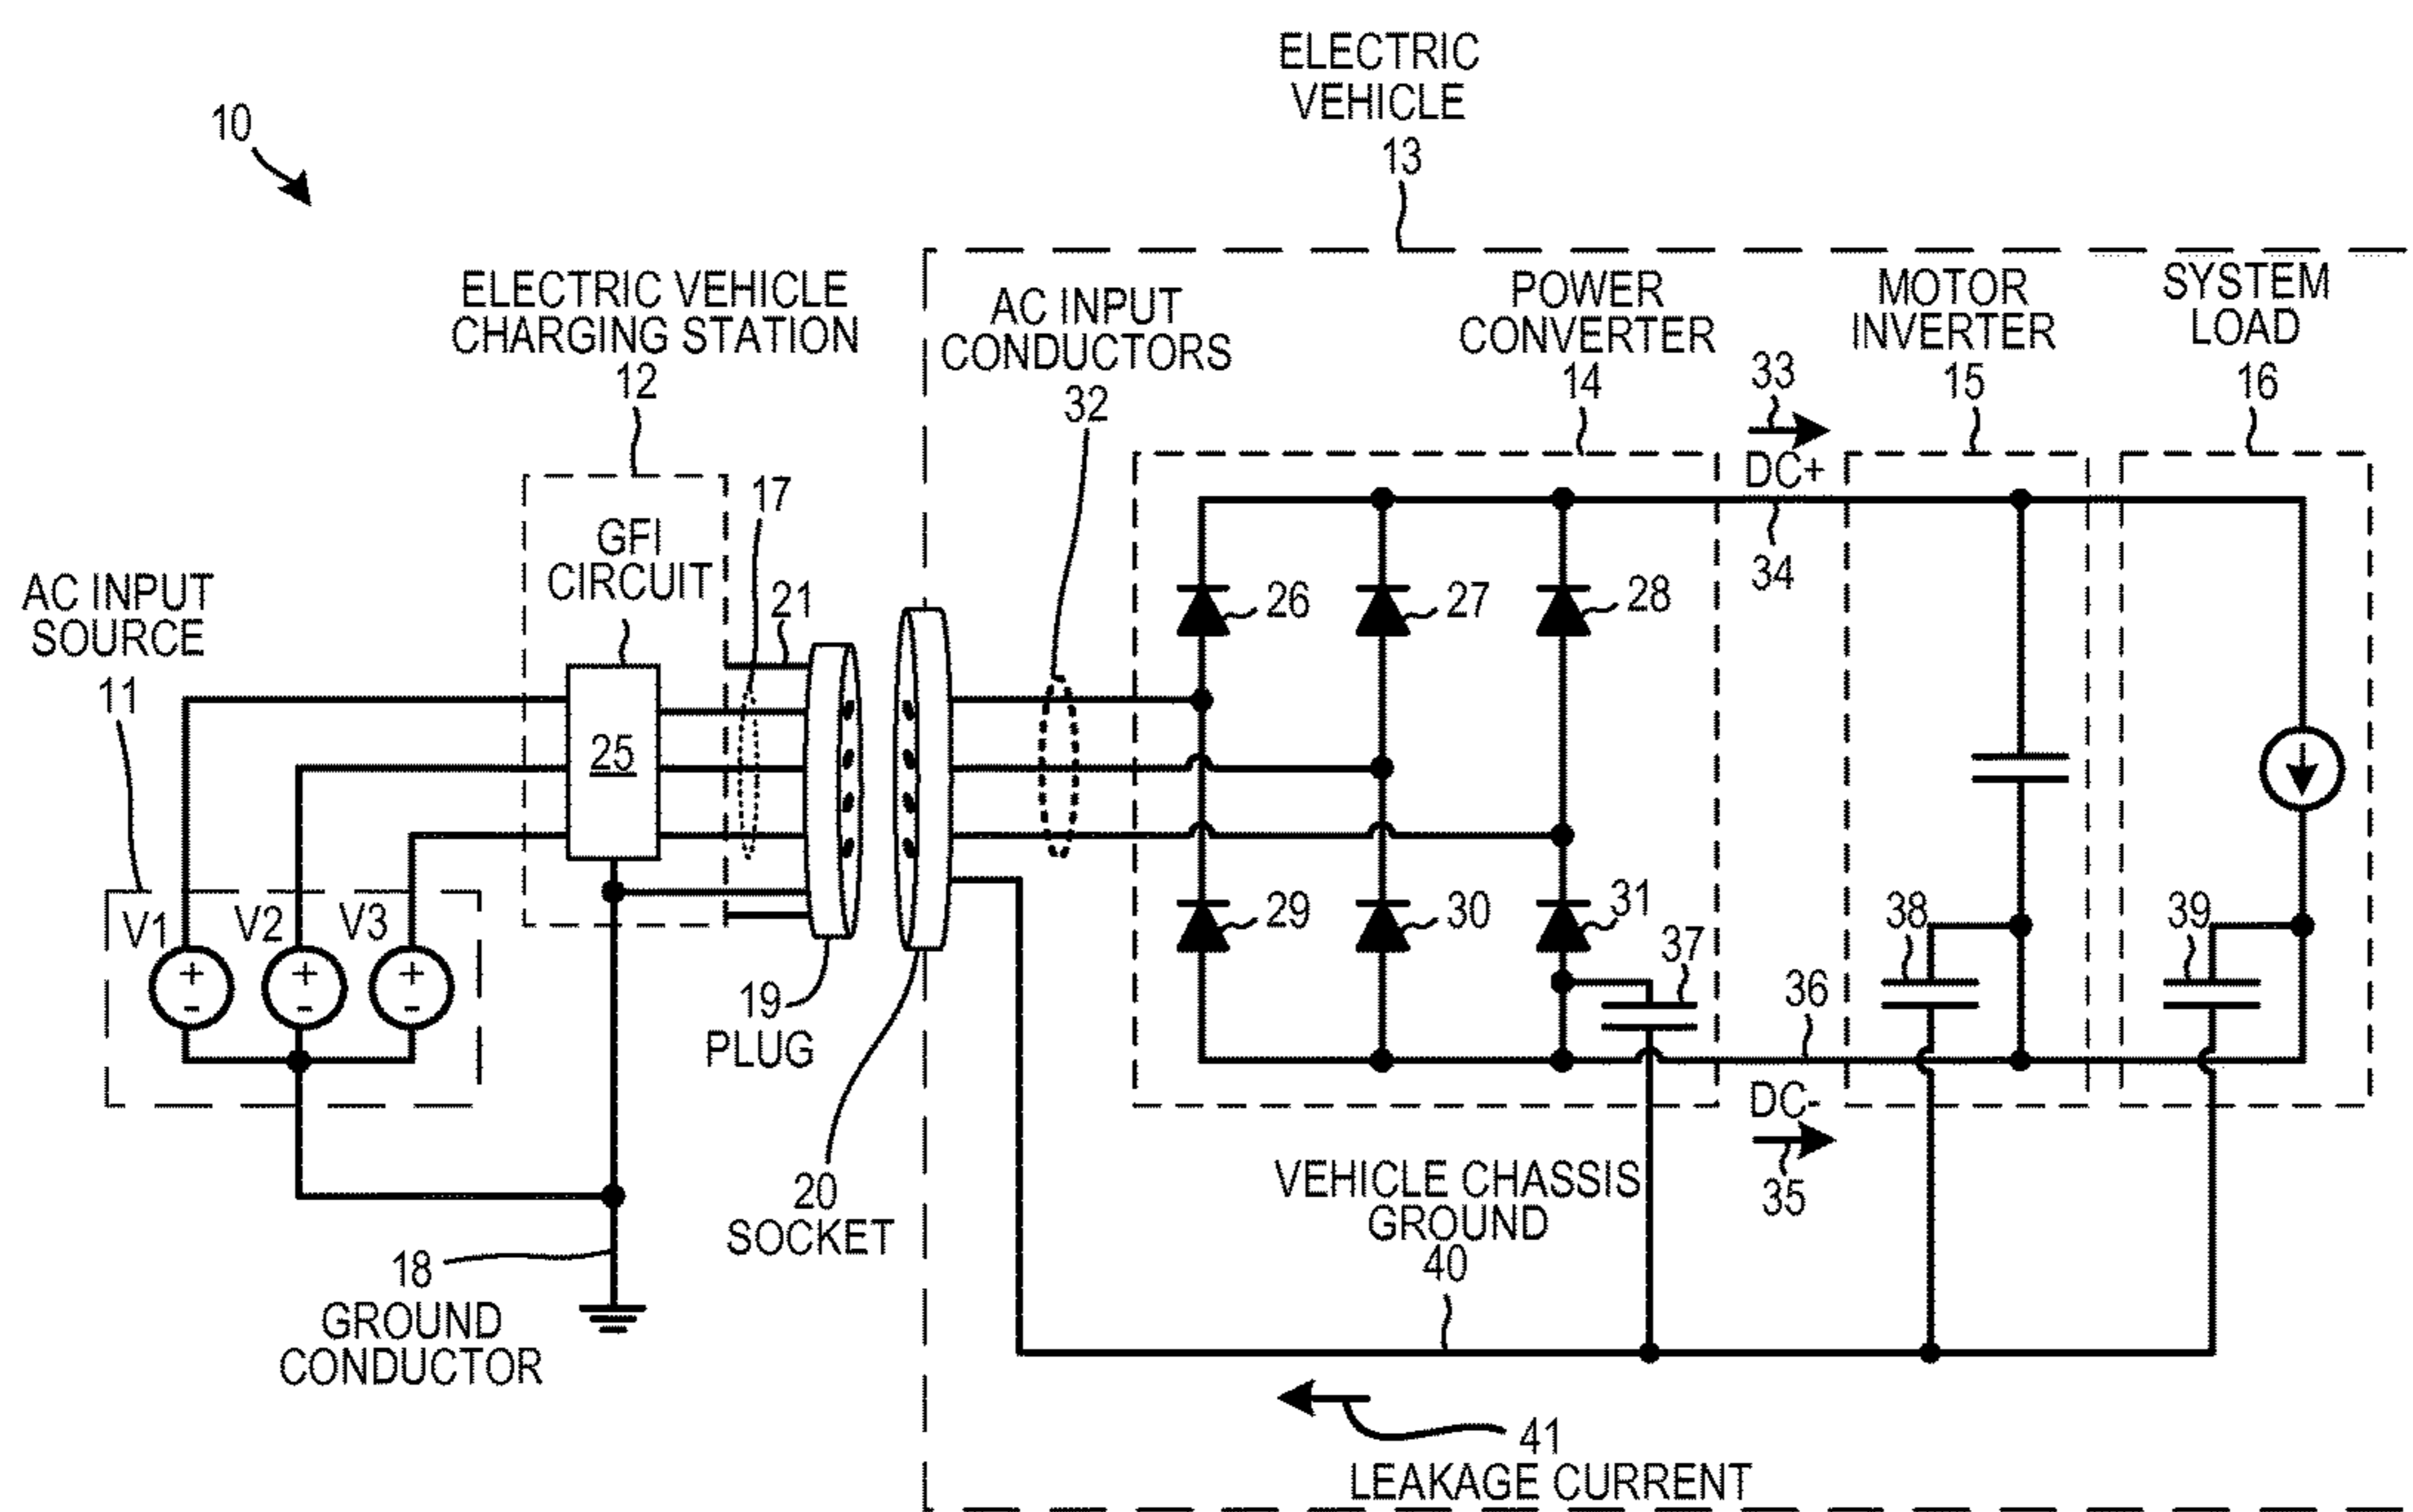 10
ELECTRIC
VEHICLE
13
ELECTRIC VEHICLE
CHARGING STATION
12
AC INPUT
CONDUCTORS
32
POWER
CONVERTER
14
33
DC+
34
MOTOR
INVERTER
15
SYSTEM
LOAD
16
17
GFI
CIRCUIT
21
AC INPUT
SOURCE
11
25
26
27
28
V1
V2
V3
+
-
+
-
+
-
29
30
31
37
38
39
36
19
PLUG
DC-
35
20
SOCKET
VEHICLE CHASSIS
GROUND
40
18
GROUND
CONDUCTOR
41
LEAKAGE CURRENT